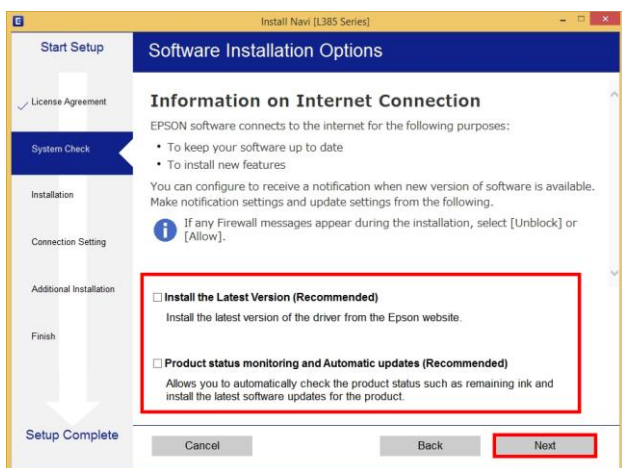 E
Install Navi [L385 Series]
Start Setup
Software Installation Options
License Agreement
System Check
Installation
Connection Setting
Additional Installation
Finish
Setup Complete
Information on Internet Connection
EPSON software connects to the internet for the following purposes:
• To keep your software up to date
• To install new features
You can configure to receive a notification when new version of software is available.
Make notification settings and update settings from the following.
i
If any Firewall messages appear during the installation, select [Unblock] or
[Allow].
Install the Latest Version (Recommended)
Install the latest version of the driver from the Epson website.
Product status monitoring and Automatic updates (Recommended)
Allows you to automatically check the product status such as remaining ink and
install the latest software updates for the product.
Cancel
Back
Next